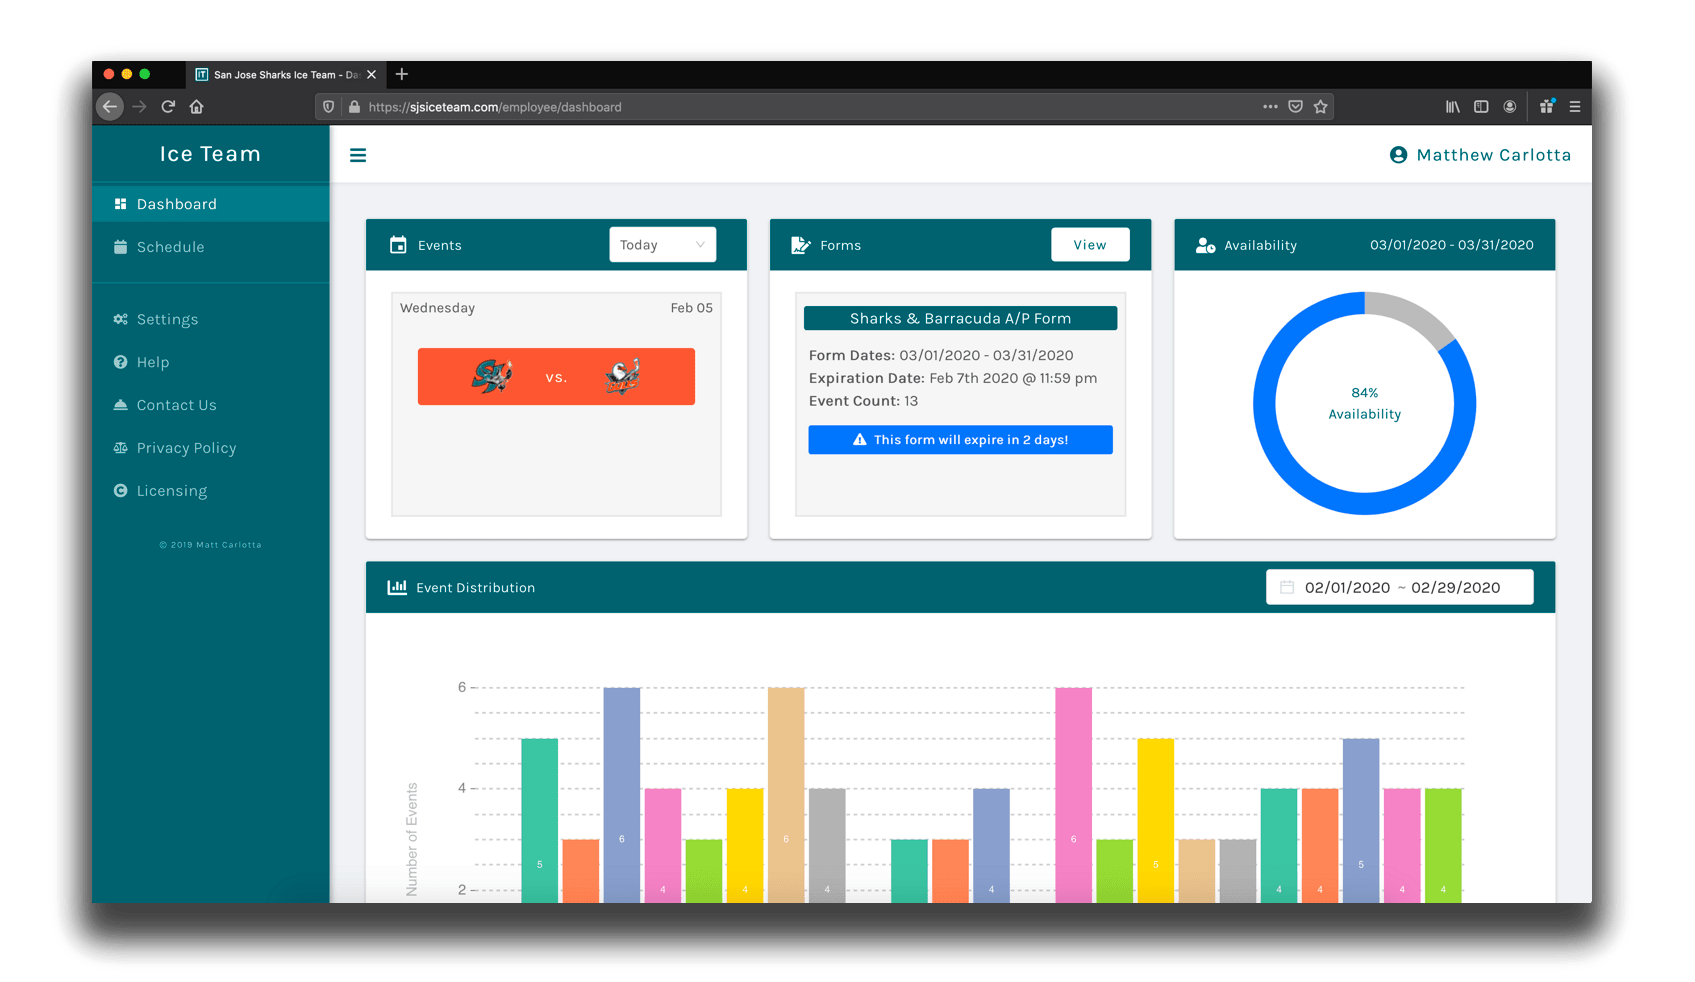 San Jose Sharks Ice Team - Da
https://sjsiceteam.com/employee/dashboard
Ice Team
Matthew Carlotta
Dashboard
Schedule
Settings
Help
Contact Us
Privacy Policy
Licensing
© 2019 Matt Carlotta
Events
Today
Wednesday
Feb 05
vs.
Forms
View
Sharks & Barracuda A/P Form
Form Dates: 03/01/2020 - 03/31/2020
Expiration Date: Feb 7th 2020 @ 11:59 pm
Event Count: 13
This form will expire in 2 days!
Availability
03/01/2020 - 03/31/2020
84%
Availability
Event Distribution
02/01/2020 ~ 02/29/2020
Number of Events
6
4
2
5
6
4
4
6
4
4
6
5
4
4
5
4
4